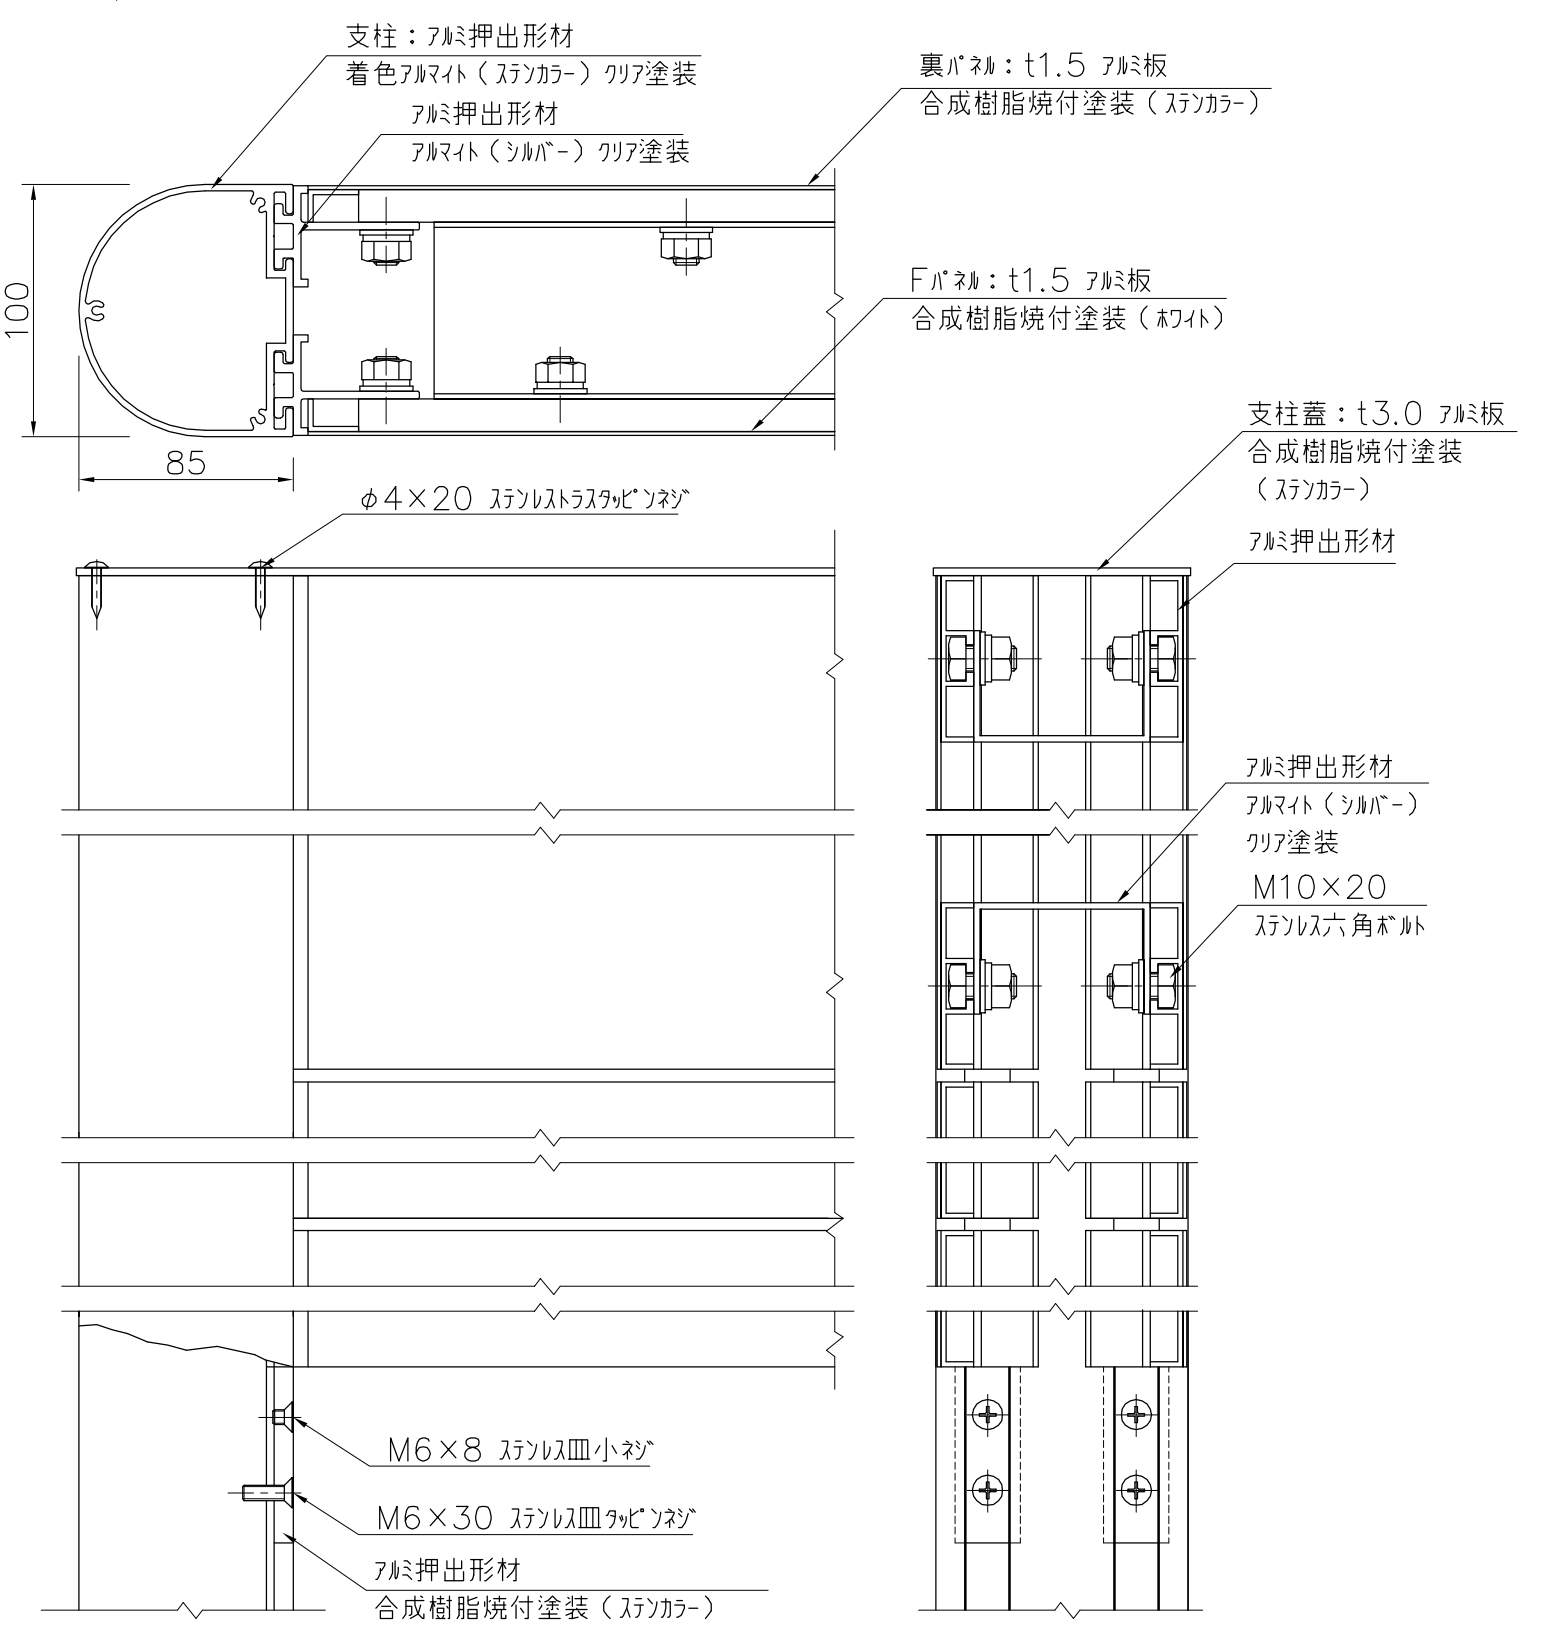 支柱：ｱﾙﾐ押出形材
着色ｱﾙﾏｲﾄ（ｽﾃﾝｶﾗｰ）ｸﾘｱ塗装
ｱﾙﾐ押出形材
ｱﾙﾏｲﾄ（ｼﾙﾊﾞｰ）ｸﾘｱ塗装
裏ﾊﾟﾈﾙ：t1.5 ｱﾙﾐ板
合成樹脂焼付塗装（ｽﾃﾝｶﾗｰ）
Fﾊﾟﾈﾙ：t1.5 ｱﾙﾐ板
合成樹脂焼付塗装（ﾎﾜｲﾄ）
100
85
φ4×20 ｽﾃﾝﾚｽﾄﾗｽﾀｯﾋﾟﾝﾈｼﾞ
支柱蓋：t3.0 ｱﾙﾐ板
合成樹脂焼付塗装
（ｽﾃﾝｶﾗｰ）
ｱﾙﾐ押出形材
ｱﾙﾐ押出形材
ｱﾙﾏｲﾄ（ｼﾙﾊﾞｰ）
ｸﾘｱ塗装
M10×20
ｽﾃﾝﾚｽ六角ﾎﾞﾙﾄ
M6×8 ｽﾃﾝﾚｽ皿小ﾈｼﾞ
M6×30 ｽﾃﾝﾚｽ皿ﾀｯﾋﾟﾝﾈｼﾞ
ｱﾙﾐ押出形材
合成樹脂焼付塗装（ｽﾃﾝｶﾗｰ）